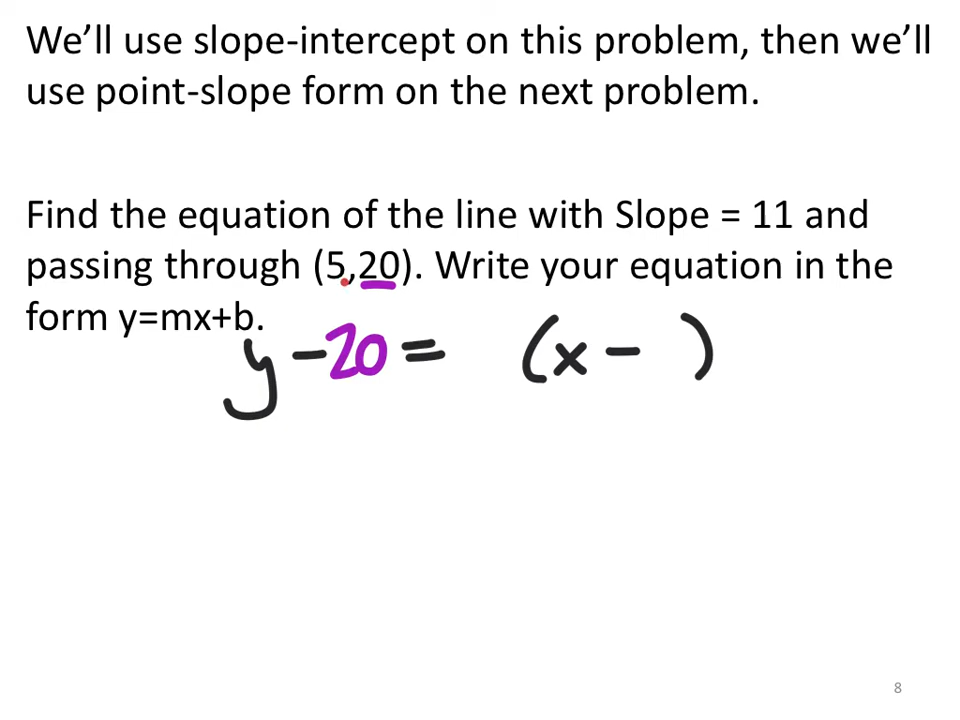 We’ll use slope-intercept on this problem, then we’ll
use point-slope form on the next problem.
Find the equation of the line with Slope = 11 and
passing through (5,20). Write your equation in the
form y=mx+b.
y - 20 = (x - )
8